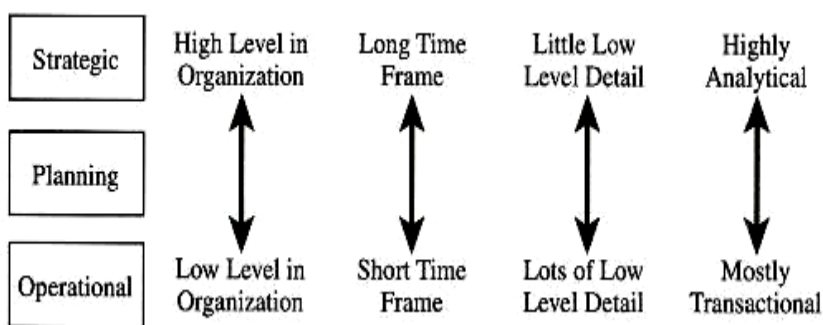 Strategic
High Level in
Organization
Long Time
Frame
Little Low
Level Detail
Highly
Analytical
Planning
Operational
Low Level in
Organization
Short Time
Frame
Lots of Low
Level Detail
Mostly
Transactional